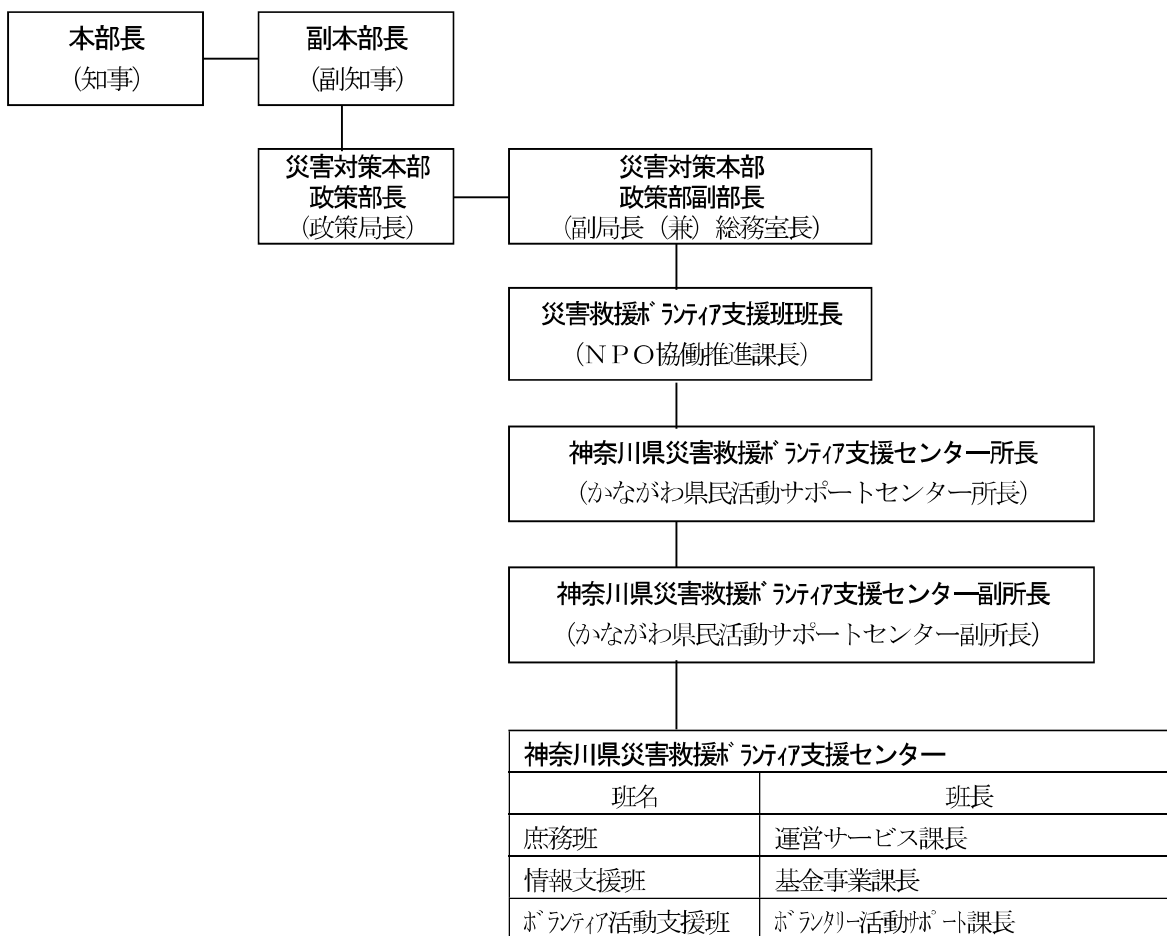 本部長
(知事)
副本部長
(副知事)
災害対策本部
政策部長
(政策局長)
災害対策本部
政策部副部長
(副局長（兼）総務室長)
災害救援ﾎﾞﾗﾝﾃｨｱ支援班班長
(ＮＰＯ協働推進課長)
神奈川県災害救援ﾎﾞﾗﾝﾃｨｱ支援センター所長
(かながわ県民活動サポートセンター所長)
神奈川県災害救援ﾎﾞﾗﾝﾃｨｱ支援センター副所長
(かながわ県民活動サポートセンター副所長)
神奈川県災害救援ﾎﾞﾗﾝﾃｨｱ支援センター
班名 班長
庶務班 運営サービス課長
情報支援班 基金事業課長
ﾎﾞﾗﾝﾃｨｱ活動支援班 ﾎﾞﾗﾝﾀﾘｰ活動ｻﾎﾟｰﾄ課長